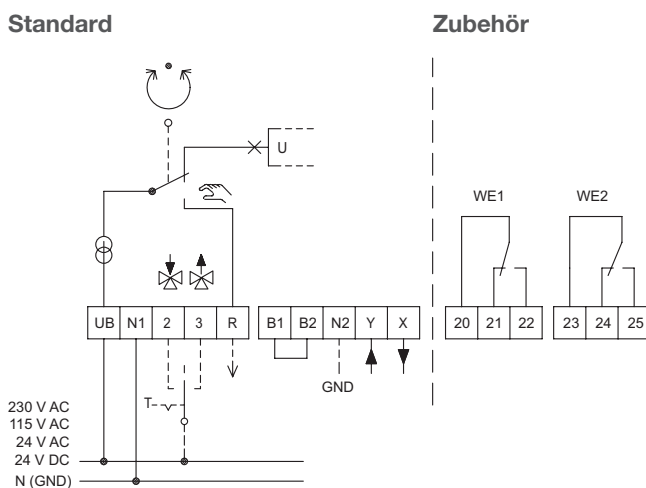 Standard
Zubehör
U
WE1
WE2
UB N1 2 3 R
B1 B2 N2 Y X
20 21 22
23 24 25
GND
T
230 V AC
115 V AC
24 V AC
24 V DC
N (GND)